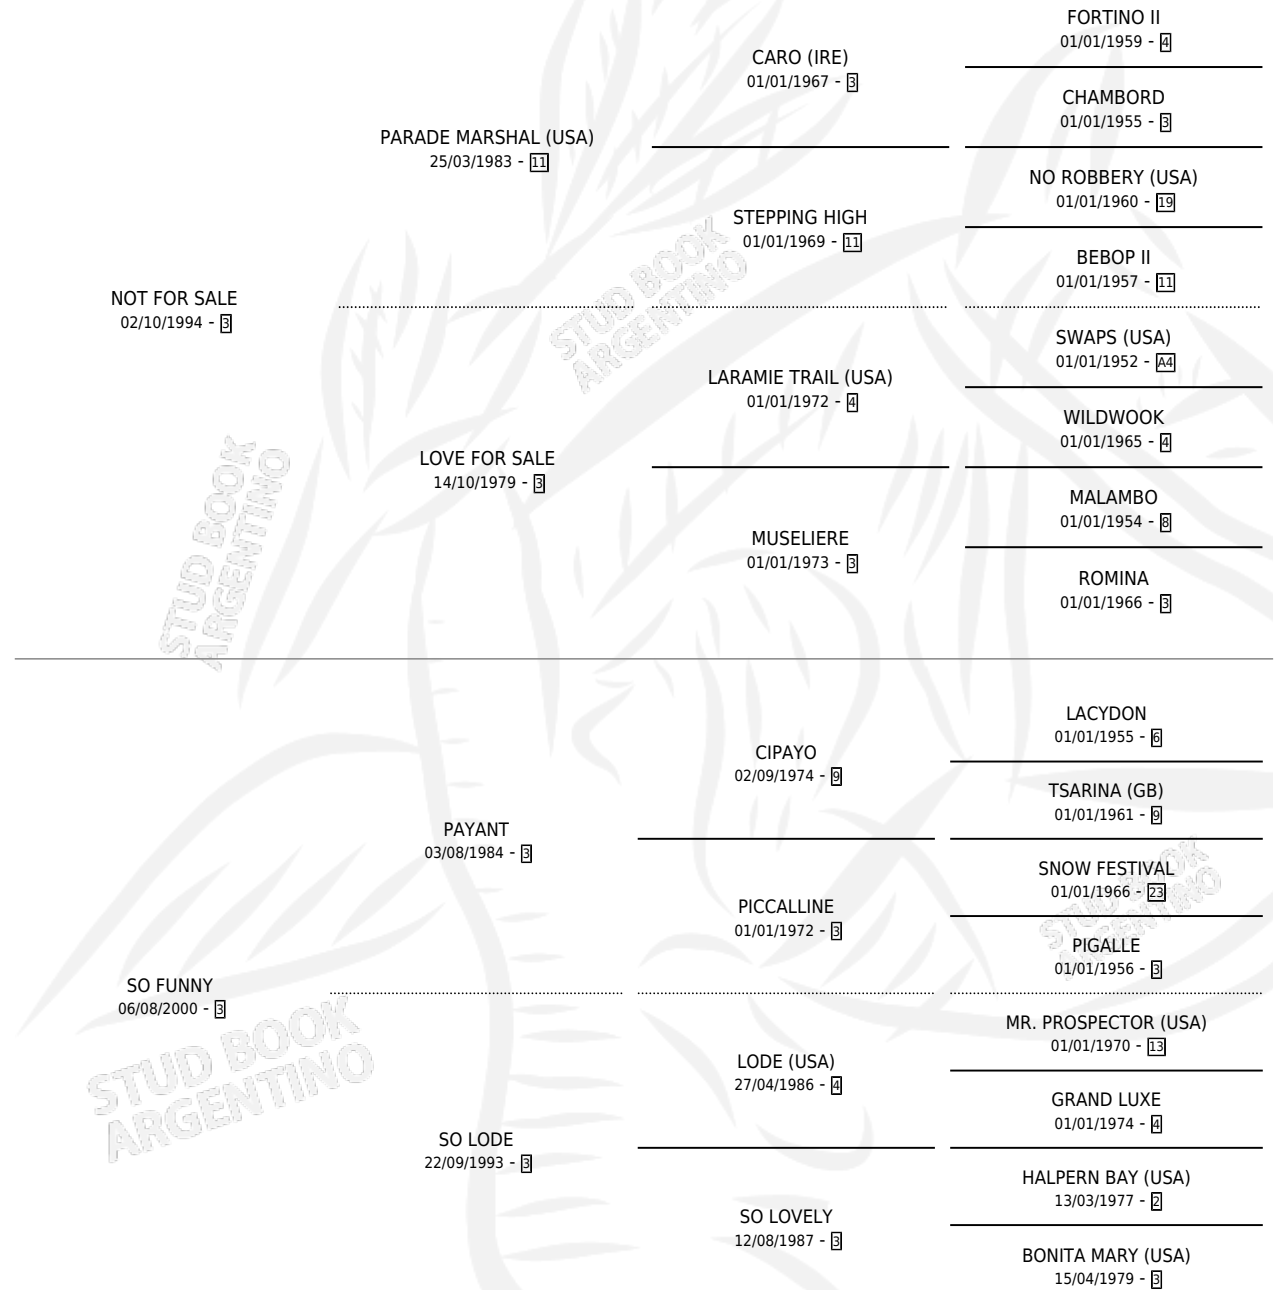 FORTINO II
01/01/1959 - 4
CARO (IRE)
01/01/1967 - 3
CHAMBORD
01/01/1955 - 3
PARADE MARSHAL (USA)
25/03/1983 - 11
NO ROBBERY (USA)
01/01/1960 - 19
STEPPING HIGH
01/01/1969 - 11
BEBOP II
01/01/1957 - 11
NOT FOR SALE
02/10/1994 - 3
SWAPS (USA)
01/01/1952 - A4
LARAMIE TRAIL (USA)
01/01/1972 - 4
WILDWOOK
01/01/1965 - 4
LOVE FOR SALE
14/10/1979 - 3
MALAMBO
01/01/1954 - 8
MUSELIERE
01/01/1973 - 3
ROMINA
01/01/1966 - 3
STUD BOOK
ARGENTINO
STUD BOOK
ARGENTINO
LACYDON
01/01/1955 - 6
CIPAYO
02/09/1974 - 9
TSARINA (GB)
01/01/1961 - 9
PAYANT
03/08/1984 - 3
SNOW FESTIVAL
01/01/1966 - 23
PICCALLINE
01/01/1972 - 3
PIGALLE
01/01/1956 - 3
STUD BOOK
ARGENTINO
SO FUNNY
06/08/2000 - 3
MR. PROSPECTOR (USA)
01/01/1970 - 13
LODE (USA)
27/04/1986 - 4
GRAND LUXE
01/01/1974 - 4
STUD BOOK
ARGENTINO
SO LODE
22/09/1993 - 3
HALPERN BAY (USA)
13/03/1977 - 2
SO LOVELY
12/08/1987 - 3
BONITA MARY (USA)
15/04/1979 - 3